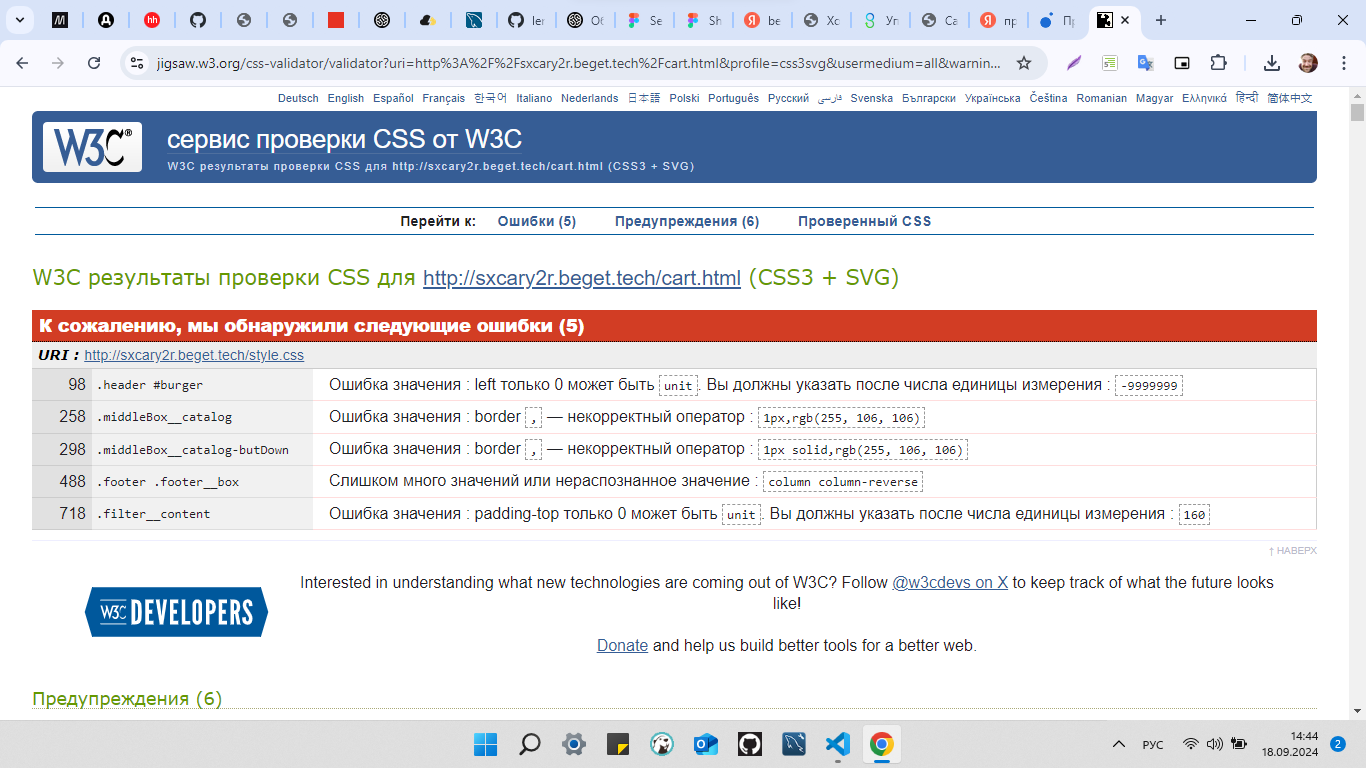 M
hh
ler
Об
Se
Sh
be
Хо
Уп
Са
пр
Пр
jigsaw.w3.org/css-validator/validator?uri=http%3A%2F%2Fsxcary2r.beget.tech%2Fcart.html&profile=css3svg&usermedium=all&warnin...
Deutsch English Español Français 한국어 Italiano Nederlands 日本語 Polski Português Русский فارسی Svenska Български Українська Čeština Romanian Magyar Ελληνικά हिन्दी 简体中文
W3C® сервис проверки CSS от W3C
W3C результаты проверки CSS для http://sxcary2r.beget.tech/cart.html (CSS3 + SVG)
Перейти к: Ошибки (5) Предупреждения (6) Проверенный CSS
W3C результаты проверки CSS для http://sxcary2r.beget.tech/cart.html (CSS3 + SVG)
К сожалению, мы обнаружили следующие ошибки (5)
URI : http://sxcary2r.beget.tech/style.css
98 .header #burger Ошибка значения : left только 0 может быть unit. Вы должны указать после числа единицы измерения : -9999999
258 .middleBox__catalog Ошибка значения : border , — некорректный оператор : 1px,rgb(255, 106, 106)
298 .middleBox__catalog-butDown Ошибка значения : border , — некорректный оператор : 1px solid,rgb(255, 106, 106)
488 .footer .footer__box Слишком много значений или нераспознанное значение : column column-reverse
718 .filter__content Ошибка значения : padding-top только 0 может быть unit. Вы должны указать после числа единицы измерения : 160
↑ НАВЕРХ
W3C DEVELOPERS
Interested in understanding what new technologies are coming out of W3C? Follow @w3cdevs on X to keep track of what the future looks
like!
Donate and help us build better tools for a better web.
Предупреждения (6)
РУС
14:44
18.09.2024
2